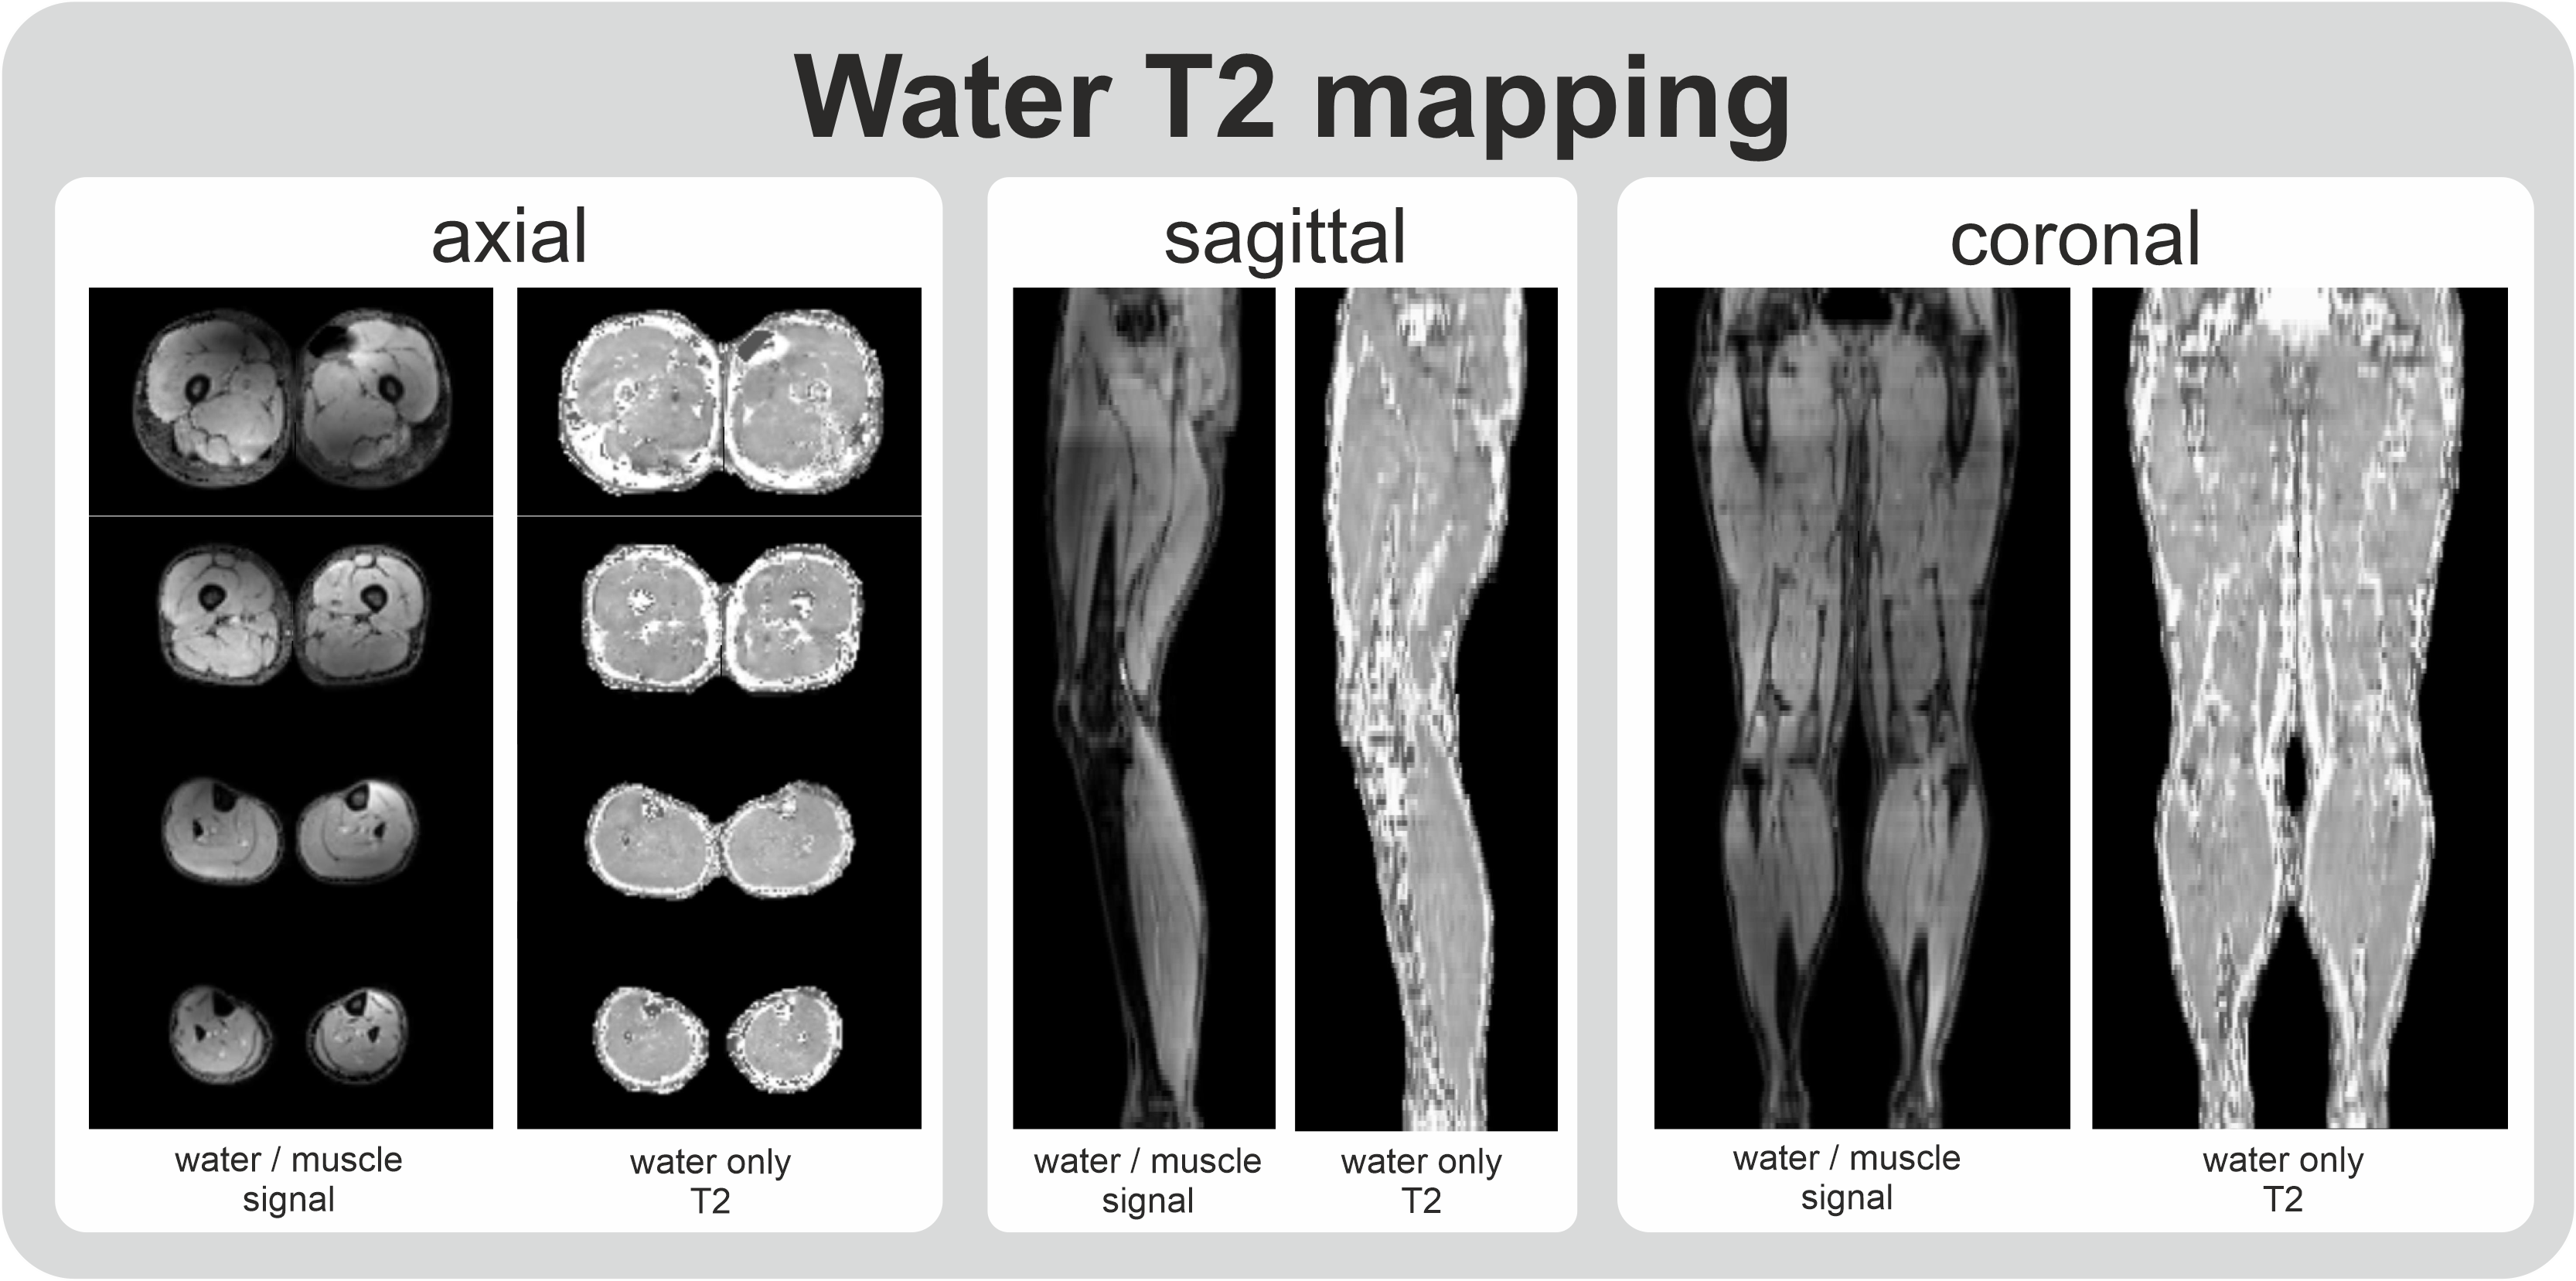 Water T2 mapping
axial
sagittal
coronal
water / muscle
signal
water only
T2
water / muscle
signal
water only
T2
water / muscle
signal
water only
T2